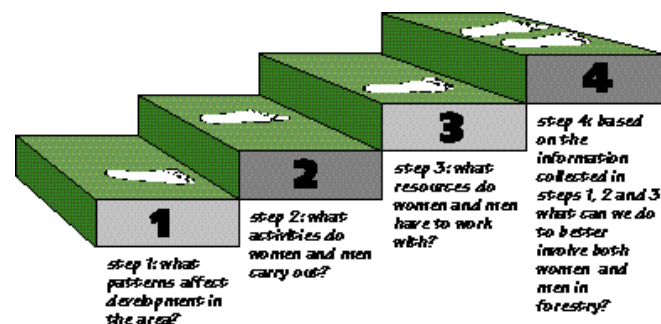 1
step 1: what
patterns affect
development in
the area?
2
step 2: what
activities do
women and men
carry out?
3
step 3: what
resources do
women and men
have to work
with?
4
step 4: based
on the
information
collected in
steps 1, 2 and 3
what can we do
to better
involve both
women and
men in
forestry?